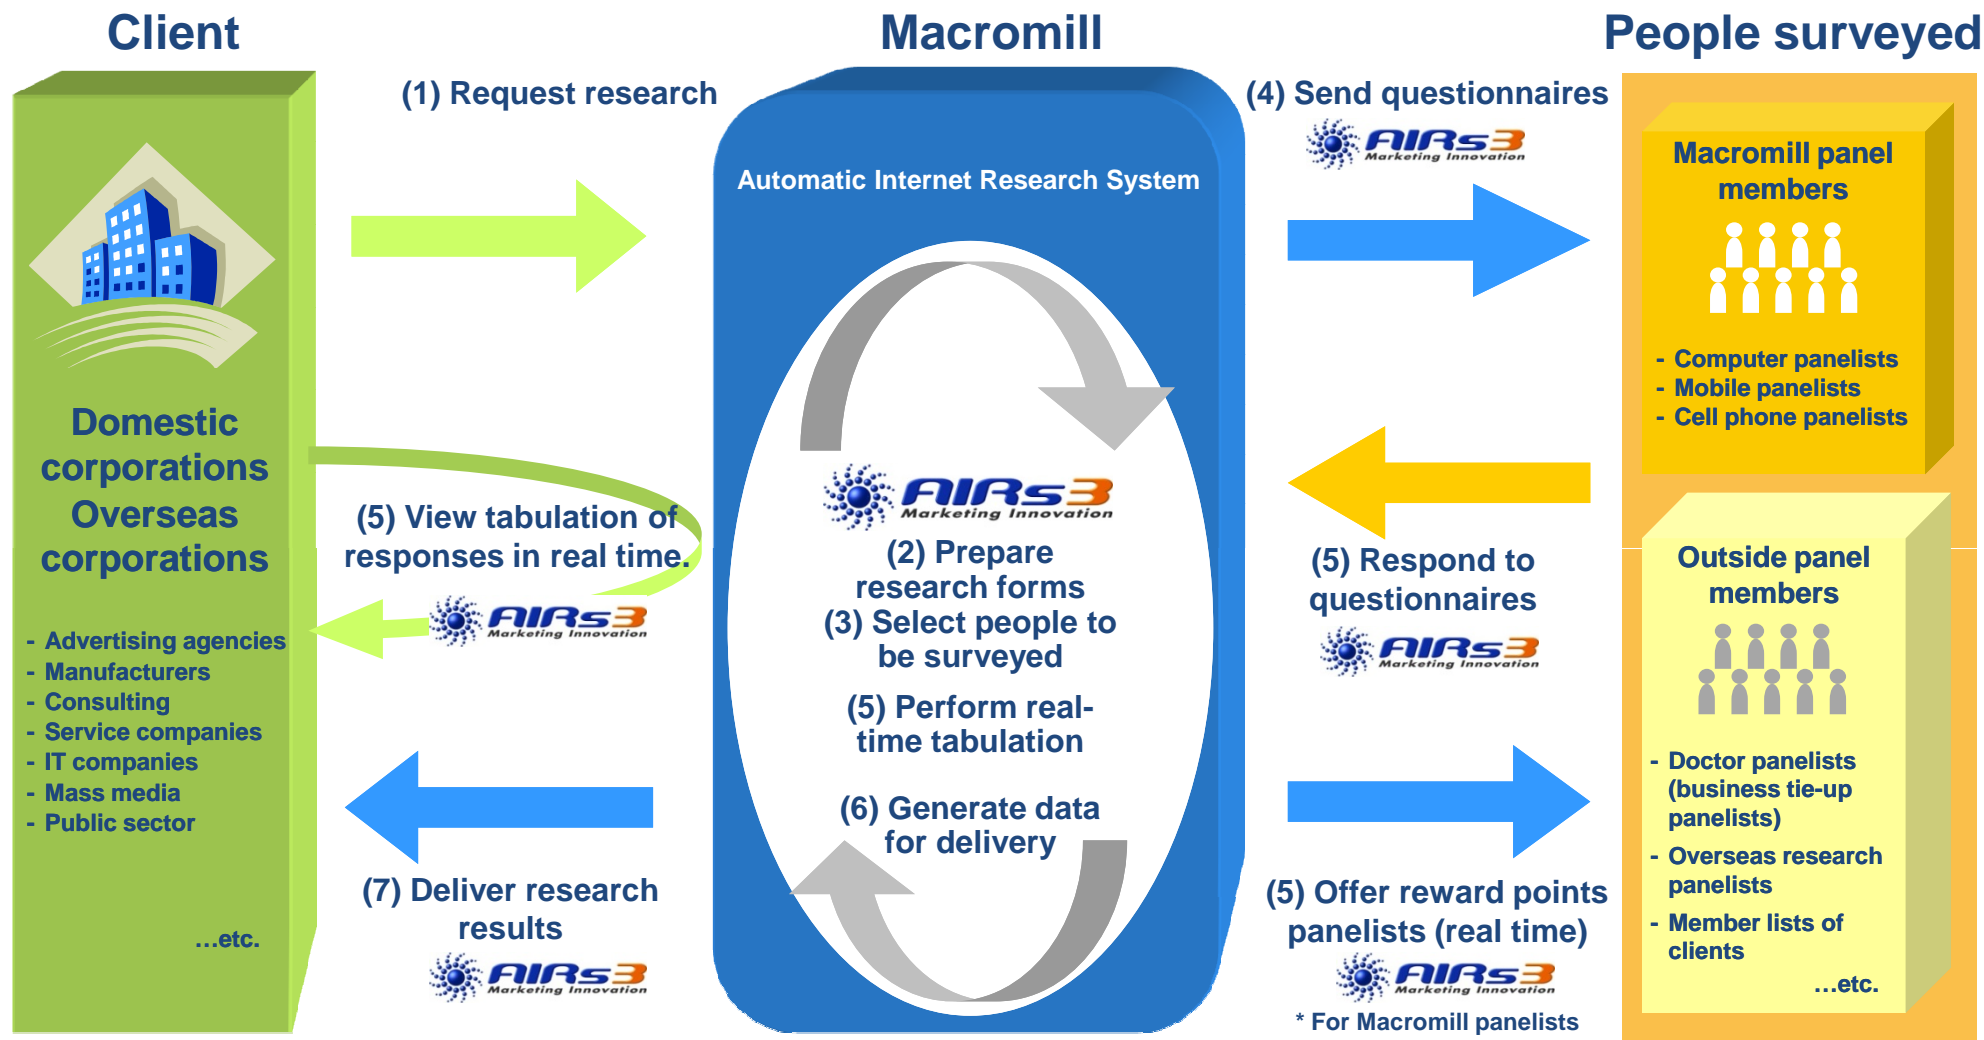 Client
Macromill
People surveyed
(1) Request research
Domestic
corporations
Overseas
corporations
- Advertising agencies
- Manufacturers
- Consulting
- Service companies
- IT companies
- Mass media
- Public sector
…etc.
(5) View tabulation of
responses in real time.
AIRs3
Marketing Innovation
(7) Deliver research
results
AIRs3
Marketing Innovation
Automatic Internet Research System
AIRs3
Marketing Innovation
(2) Prepare
research forms
(3) Select people to
be surveyed
(5) Perform real-
time tabulation
(6) Generate data
for delivery
(4) Send questionnaires
AIRs3
Marketing Innovation
(5) Respond to
questionnaires
AIRs3
Marketing Innovation
(5) Offer reward points
panelists (real time)
AIRs3
Marketing Innovation
* For Macromill panelists
Macromill panel
members
- Computer panelists
- Mobile panelists
- Cell phone panelists
Outside panel
members
- Doctor panelists
(business tie-up
panelists)
- Overseas research
panelists
- Member lists of
clients
…etc.